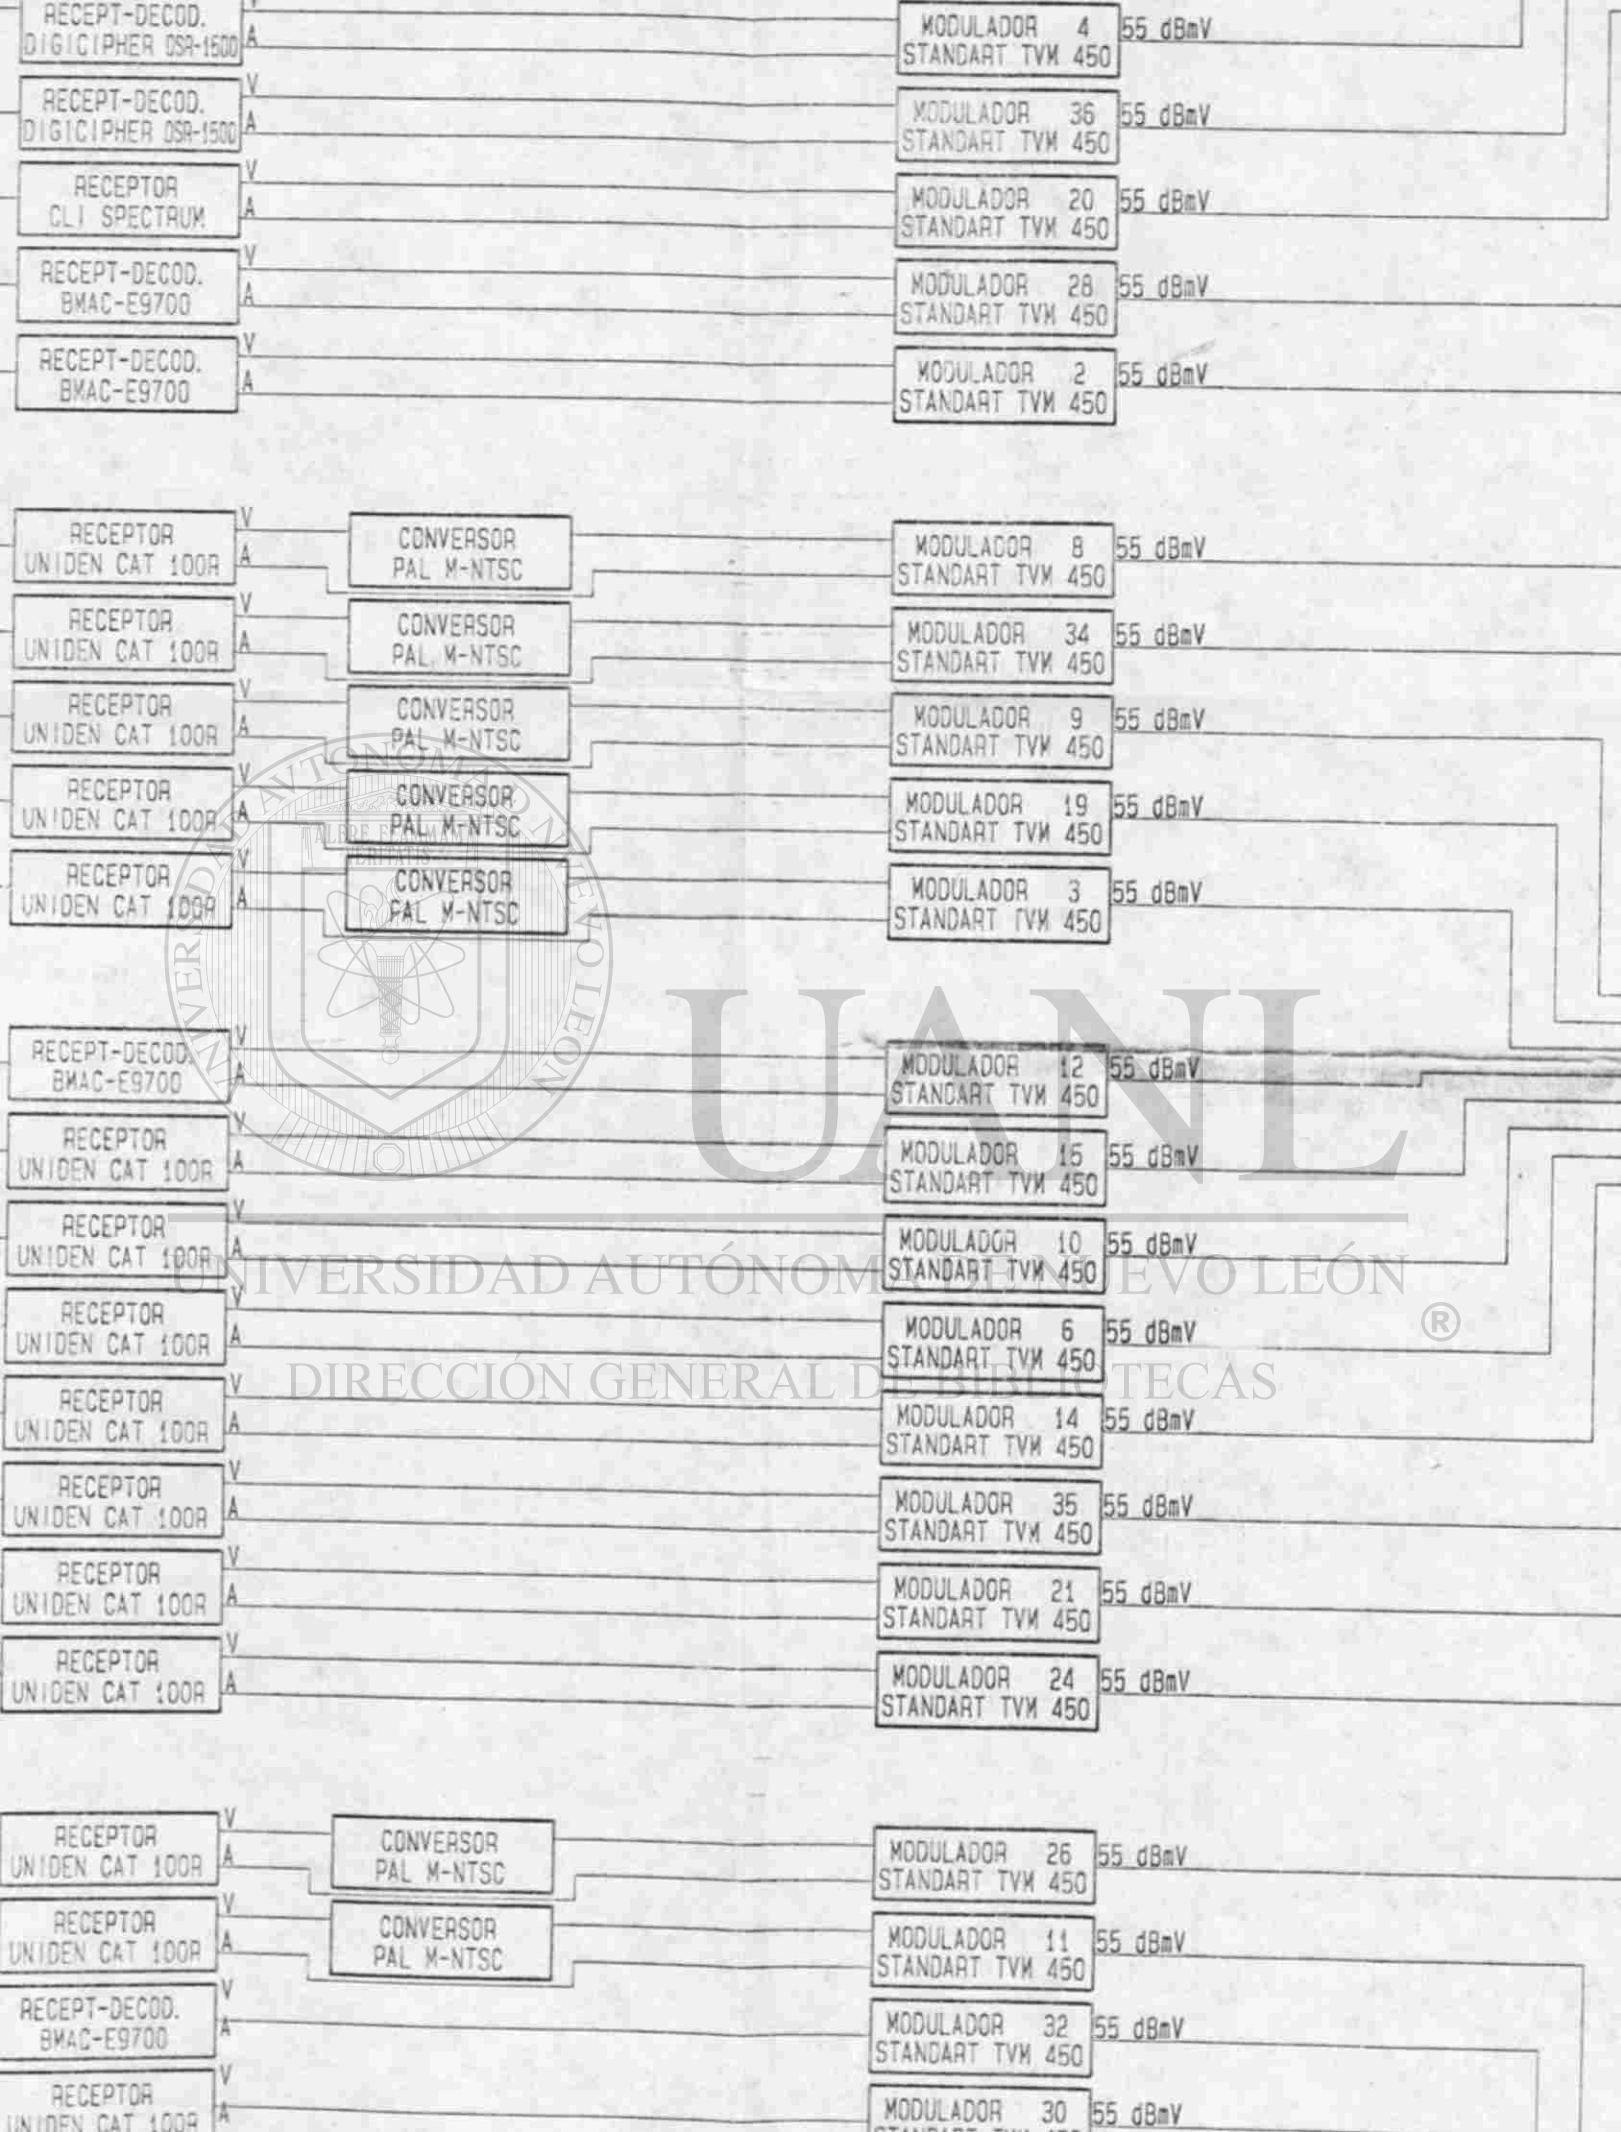 RECEPT-DECOD.
DIGICIPHER DSR-1500
V
A
MODULADOR 4
STANDART TVM 450
55 dBmV
RECEPT-DECOD.
DIGICIPHER DSR-1500
V
A
MODULADOR 36
STANDART TVM 450
55 dBmV
RECEPTOR
CLI SPECTRUM
V
A
MODULADOR 20
STANDART TVM 450
55 dBmV
RECEPT-DECOD.
BMAC-E9700
V
A
MODULADOR 28
STANDART TVM 450
55 dBmV
RECEPT-DECOD.
BMAC-E9700
V
A
MODULADOR 2
STANDART TVM 450
55 dBmV
RECEPTOR
UNIDEN CAT 100R
V
A
CONVERSOR
PAL M-NTSC
MODULADOR 8
STANDART TVM 450
55 dBmV
RECEPTOR
UNIDEN CAT 100R
V
A
CONVERSOR
PAL M-NTSC
MODULADOR 34
STANDART TVM 450
55 dBmV
RECEPTOR
UNIDEN CAT 100R
V
A
CONVERSOR
PAL M-NTSC
MODULADOR 9
STANDART TVM 450
55 dBmV
RECEPTOR
UNIDEN CAT 100R
V
A
CONVERSOR
PAL M-NTSC
MODULADOR 19
STANDART TVM 450
55 dBmV
RECEPTOR
UNIDEN CAT 100R
V
A
CONVERSOR
PAL M-NTSC
MODULADOR 3
STANDART TVM 450
55 dBmV
UNIVERSIDAD AVTONOMA DE NVEVO LEON
ALERE FLAMMAM
VERITATIS
UANL
RECEPT-DECOD.
BMAC-E9700
V
A
MODULADOR 12
STANDART TVM 450
55 dBmV
RECEPTOR
UNIDEN CAT 100R
V
A
MODULADOR 15
STANDART TVM 450
55 dBmV
RECEPTOR
UNIDEN CAT 100R
V
A
MODULADOR 10
STANDART TVM 450
55 dBmV
UNIVERSIDAD AUTÓNOMA DE NUEVO LEÓN
®
RECEPTOR
UNIDEN CAT 100R
V
A
MODULADOR 6
STANDART TVM 450
55 dBmV
DIRECCIÓN GENERAL DE BIBLIOTECAS
RECEPTOR
UNIDEN CAT 100R
V
A
MODULADOR 14
STANDART TVM 450
55 dBmV
RECEPTOR
UNIDEN CAT 100R
V
A
MODULADOR 35
STANDART TVM 450
55 dBmV
RECEPTOR
UNIDEN CAT 100R
V
A
MODULADOR 21
STANDART TVM 450
55 dBmV
RECEPTOR
UNIDEN CAT 100R
V
A
MODULADOR 24
STANDART TVM 450
55 dBmV
RECEPTOR
UNIDEN CAT 100R
V
A
CONVERSOR
PAL M-NTSC
MODULADOR 26
STANDART TVM 450
55 dBmV
RECEPTOR
UNIDEN CAT 100R
V
A
CONVERSOR
PAL M-NTSC
MODULADOR 11
STANDART TVM 450
55 dBmV
RECEPT-DECOD.
BMAC-E9700
V
A
MODULADOR 32
STANDART TVM 450
55 dBmV
RECEPTOR
UNIDEN CAT 100R
V
A
MODULADOR 30
55 dBmV